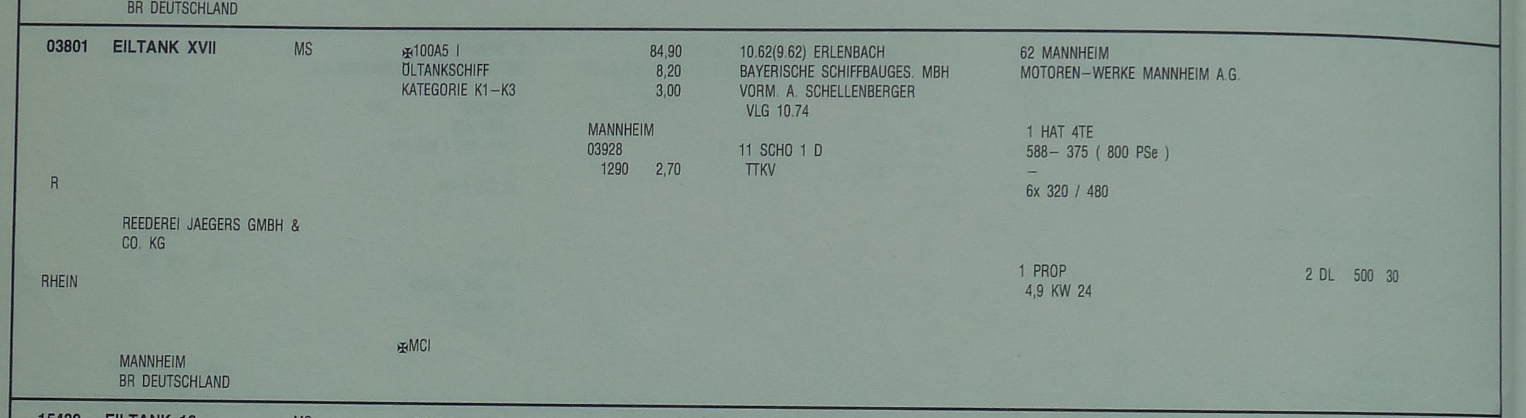 BR DEUTSCHLAND
03801 EILTANK XVII MS ✠100A5 I 84,90 10.62(9.62) ERLENBACH 62 MANNHEIM
ÖLTANKSCHIFF 8,20 BAYERISCHE SCHIFFBAUGES. MBH MOTOREN-WERKE MANNHEIM A.G.
KATEGORIE K1-K3 3,00 VORM. A. SCHELLENBERGER
VLG 10.74
MANNHEIM 1 HAT 4TE
03928 11 SCHO 1 D 588- 375 ( 800 PSe )
1290 2,70 TTKV -
R 6x 320 / 480
REEDEREI JAEGERS GMBH &
CO. KG
RHEIN 1 PROP 2 DL 500 30
4,9 KW 24
✠MCI
MANNHEIM
BR DEUTSCHLAND